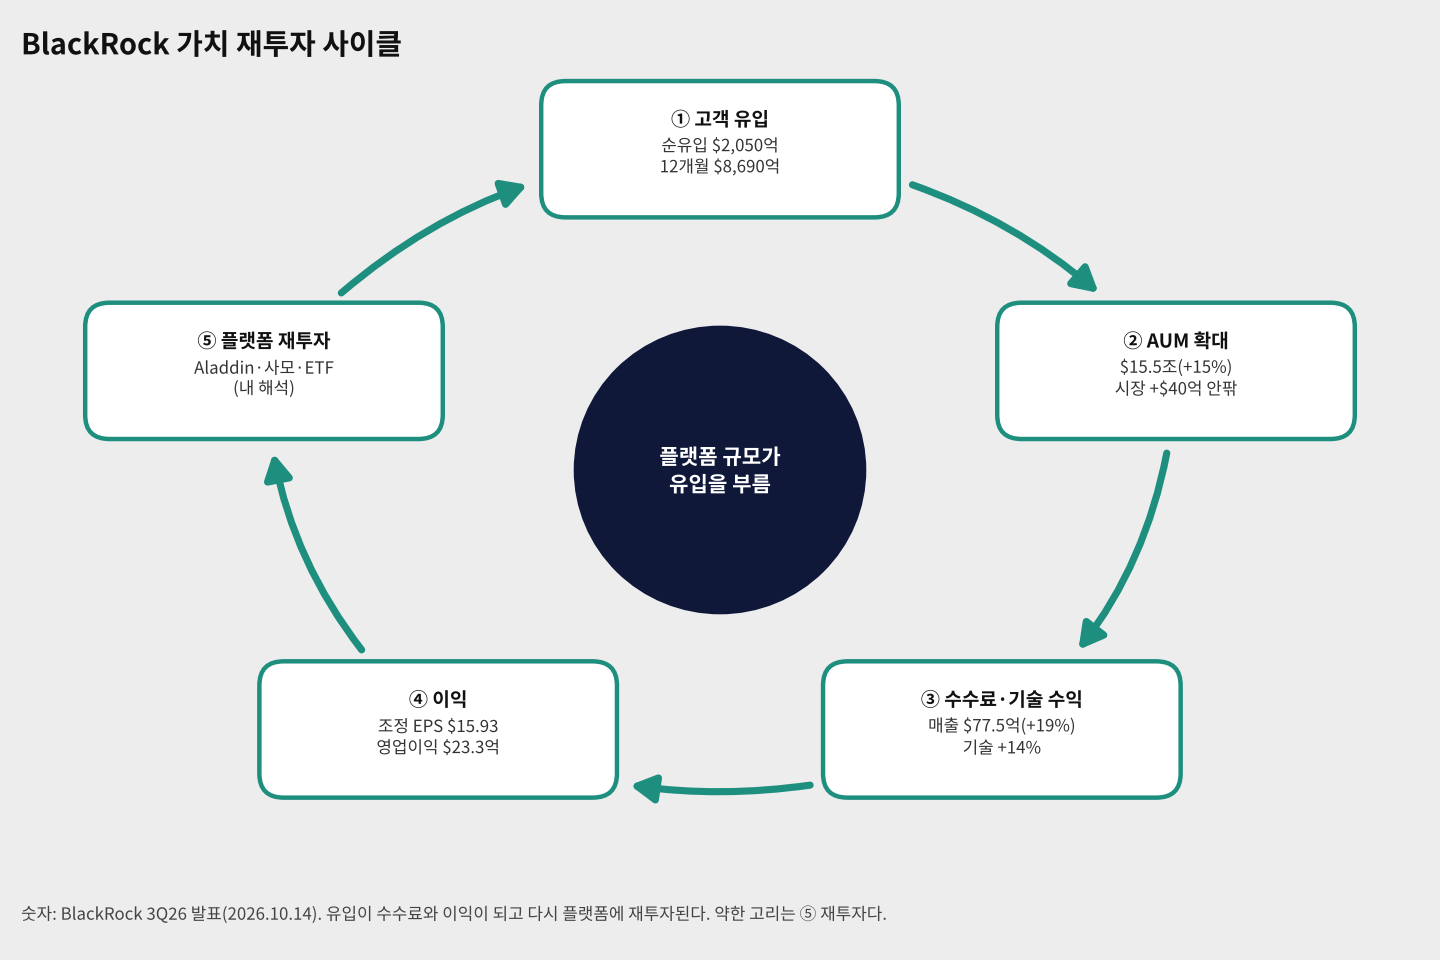 BlackRock 가치 재투자 사이클
① 고객 유입
순유입 $2,050억
12개월 $8,690억
② AUM 확대
$15.5조(+15%)
시장 +$40억 안팎
③ 수수료·기술 수익
매출 $77.5억(+19%)
기술 +14%
④ 이익
조정 EPS $15.93
영업이익 $23.3억
⑤ 플랫폼 재투자
Aladdin·사모·ETF
(내 해석)
플랫폼 규모가
유입을 부름
숫자: BlackRock 3Q26 발표(2026.10.14). 유입이 수수료와 이익이 되고 다시 플랫폼에 재투자된다. 약한 고리는 ⑤ 재투자다.